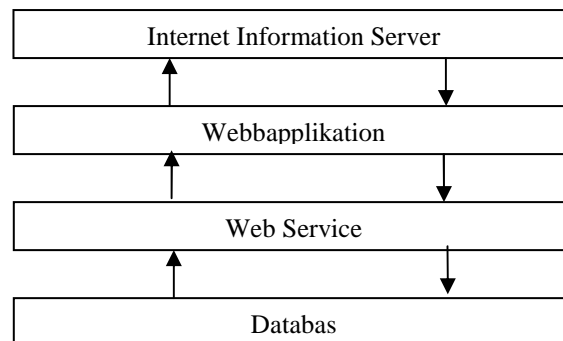 Internet Information Server
Webbapplikation
Web Service
Databas